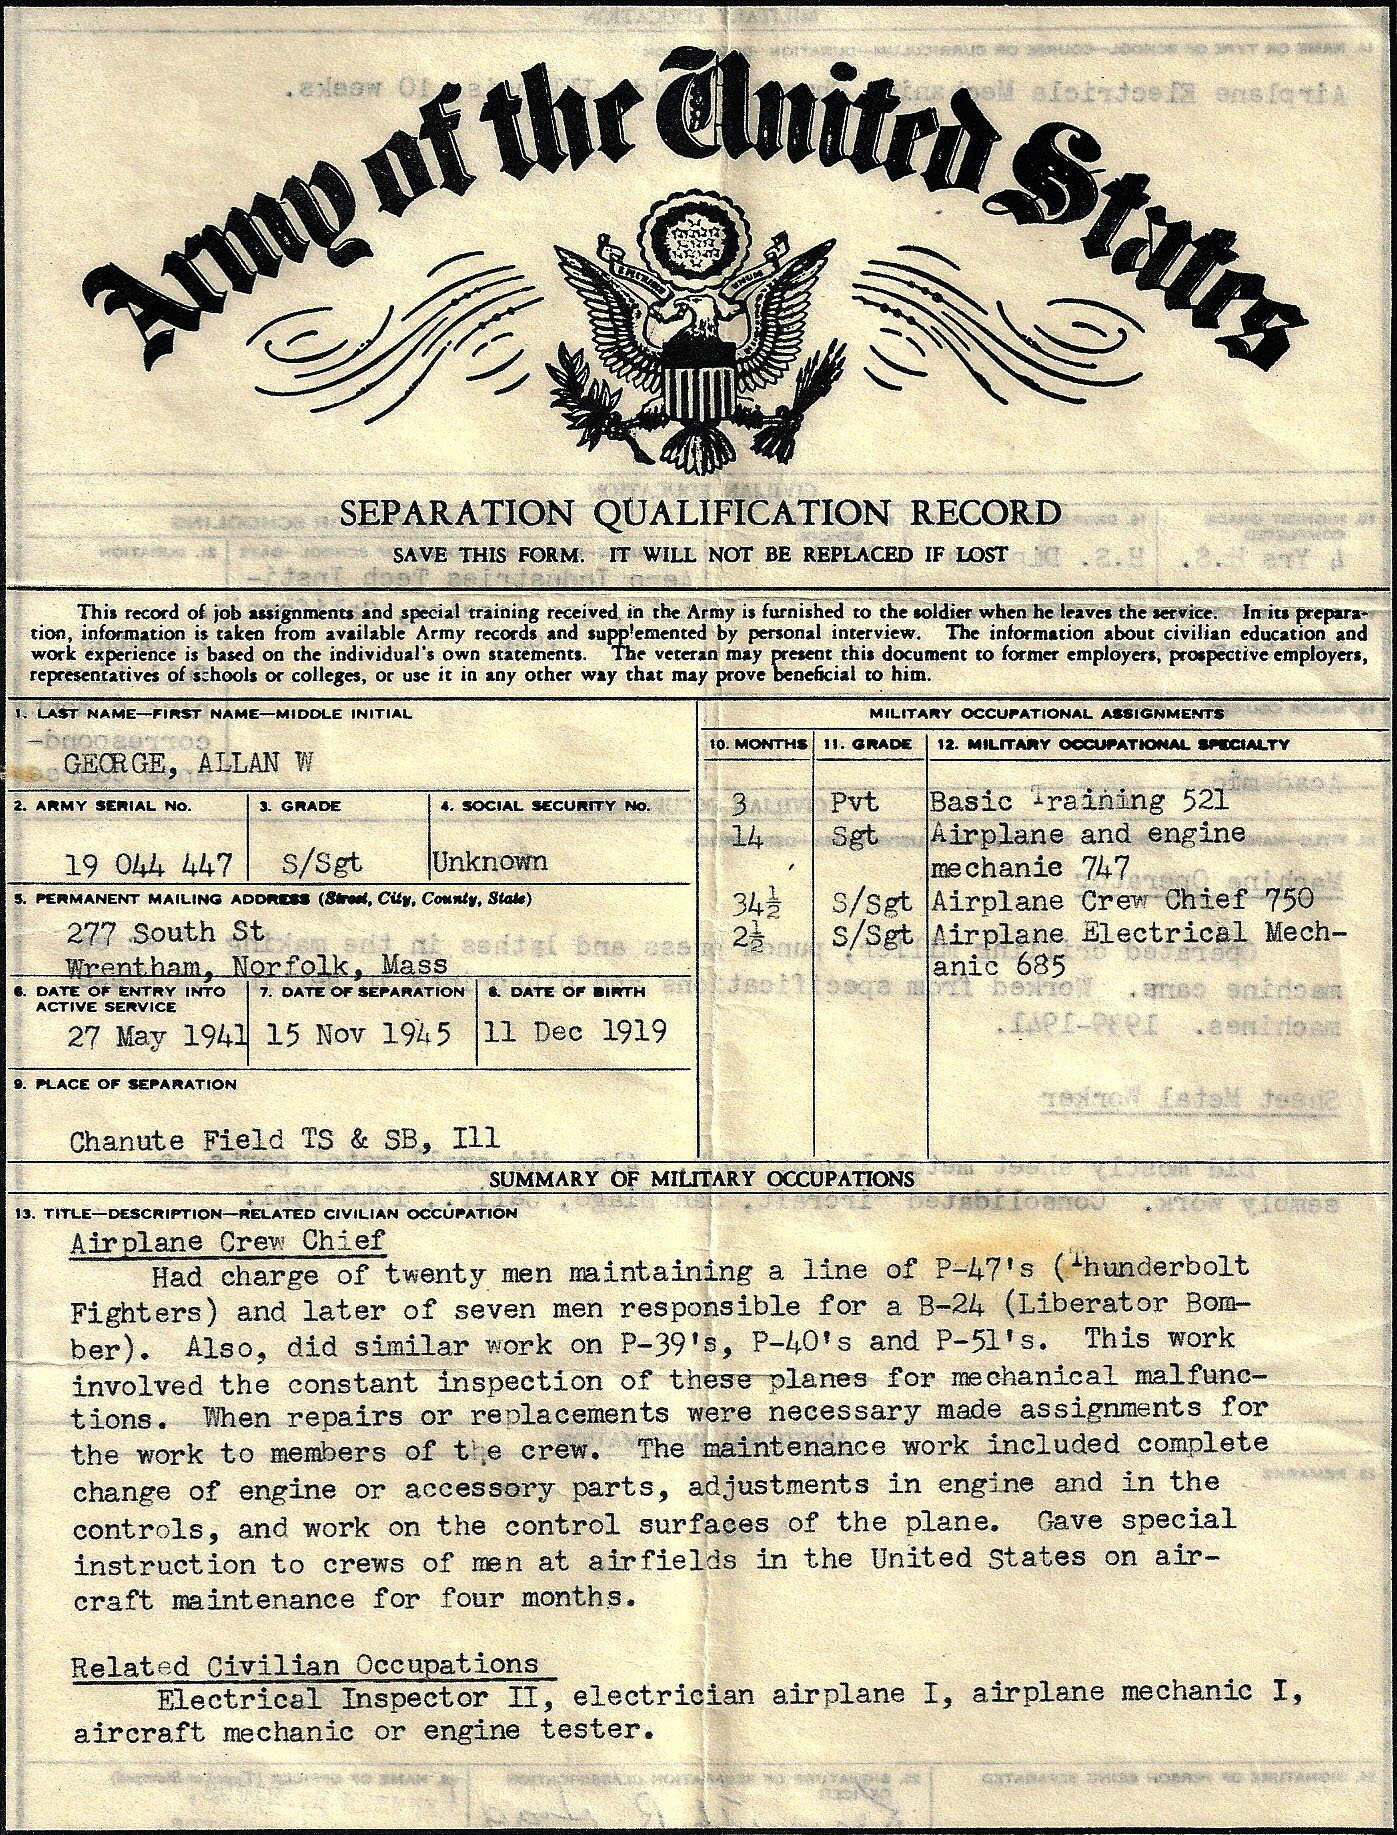 Army of the United States
SEPARATION QUALIFICATION RECORD
SAVE THIS FORM. IT WILL NOT BE REPLACED IF LOST
This record of job assignments and special training received in the Army is furnished to the soldier when he leaves the service. In its prepara-
tion, information is taken from available Army records and supplemented by personal interview. The information about civilian education and
work experience is based on the individual's own statements. The veteran may present this document to former employers, prospective employers,
representatives of schools or colleges, or use it in any other way that may prove beneficial to him.
1. LAST NAME—FIRST NAME—MIDDLE INITIAL
GEORGE, ALLAN W
2. ARMY SERIAL No. 3. GRADE 4. SOCIAL SECURITY No.
19 044 447 S/Sgt Unknown
5. PERMANENT MAILING ADDRESS (Street, City, County, State)
277 South St
Wrentham, Norfolk, Mass
6. DATE OF ENTRY INTO ACTIVE SERVICE 7. DATE OF SEPARATION 8. DATE OF BIRTH
27 May 1941 15 Nov 1945 11 Dec 1919
9. PLACE OF SEPARATION
Chanute Field TS & SB, Ill
MILITARY OCCUPATIONAL ASSIGNMENTS
10. MONTHS 11. GRADE 12. MILITARY OCCUPATIONAL SPECIALTY
3 Pvt Basic Training 521
14 Sgt Airplane and engine
mechanie 747
34½ S/Sgt Airplane Crew Chief 750
2½ S/Sgt Airplane Electrical Mech-
anic 685
SUMMARY OF MILITARY OCCUPATIONS
13. TITLE—DESCRIPTION—RELATED CIVILIAN OCCUPATION
Airplane Crew Chief
Had charge of twenty men maintaining a line of P-47's (Thunderbolt
Fighters) and later of seven men responsible for a B-24 (Liberator Bom-
ber). Also, did similar work on P-39's, P-40's and P-51's. This work
involved the constant inspection of these planes for mechanical malfunc-
tions. When repairs or replacements were necessary made assignments for
the work to members of the crew. The maintenance work included complete
change of engine or accessory parts, adjustments in engine and in the
controls, and work on the control surfaces of the plane. Gave special
instruction to crews of men at airfields in the United States on air-
craft maintenance for four months.
Related Civilian Occupations
Electrical Inspector II, electrician airplane I, airplane mechanic I,
aircraft mechanic or engine tester.